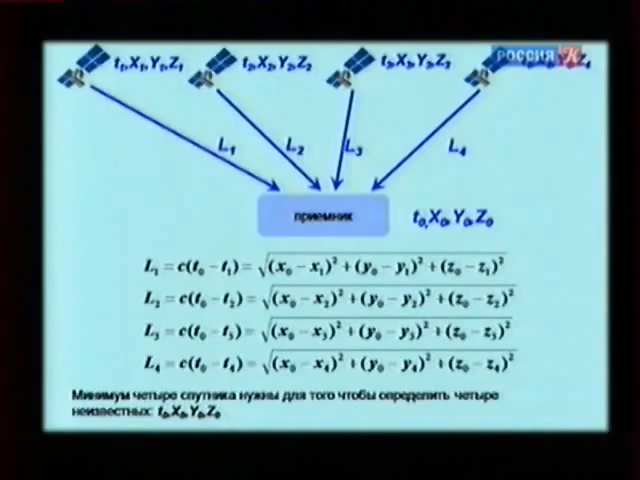 t₁,X₁,Y₁,Z₁ t₂,X₂,Y₂,Z₂ t₃,X₃,Y₃,Z₃ РОССИЯ К
L₁ L₂ L₃ L₄
приемник t₀,X₀,Y₀,Z₀
L₁ = c(t₀ − t₁) = √(x₀ − x₁)² + (y₀ − y₁)² + (z₀ − z₁)²
L₂ = c(t₀ − t₂) = √(x₀ − x₂)² + (y₀ − y₂)² + (z₀ − z₂)²
L₃ = c(t₀ − t₃) = √(x₀ − x₃)² + (y₀ − y₃)² + (z₀ − z₃)²
L₄ = c(t₀ − t₄) = √(x₀ − x₄)² + (y₀ − y₄)² + (z₀ − z₄)²
Минимум четыре спутника нужны для того чтобы определить четыре
неизвестных: t₀,X₀,Y₀,Z₀